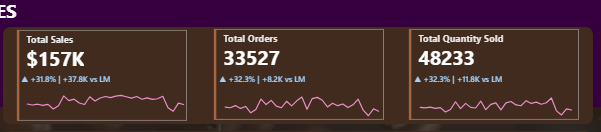 ES
Total Sales
$157K
▲ +31.8% | +37.8K vs LM
Total Orders
33527
▲ +32.3% | +8.2K vs LM
Total Quantity Sold
48233
▲ +32.3% | +11.8K vs LM